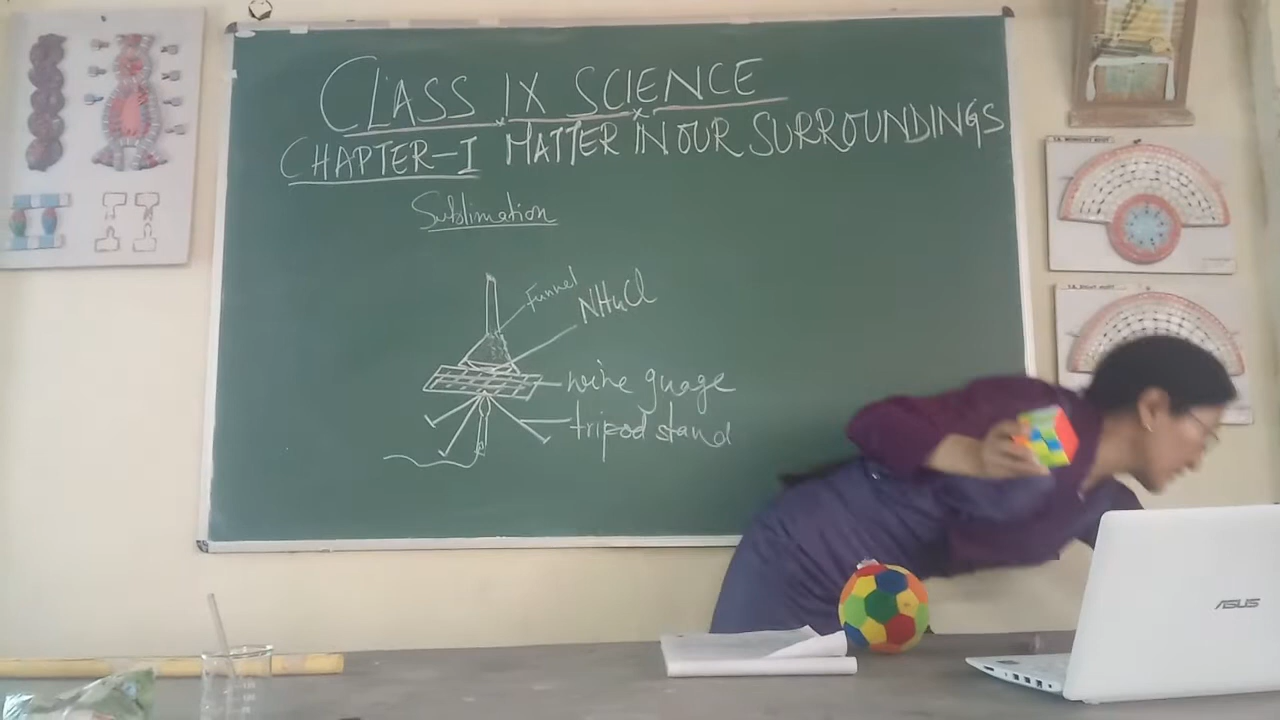 CLASS IX SCIENCE
CHAPTER-I MATTER IN OUR SURROUNDINGS
Sublimation
Funnel
NH4Cl
wire guage
tripod stand
ASUS